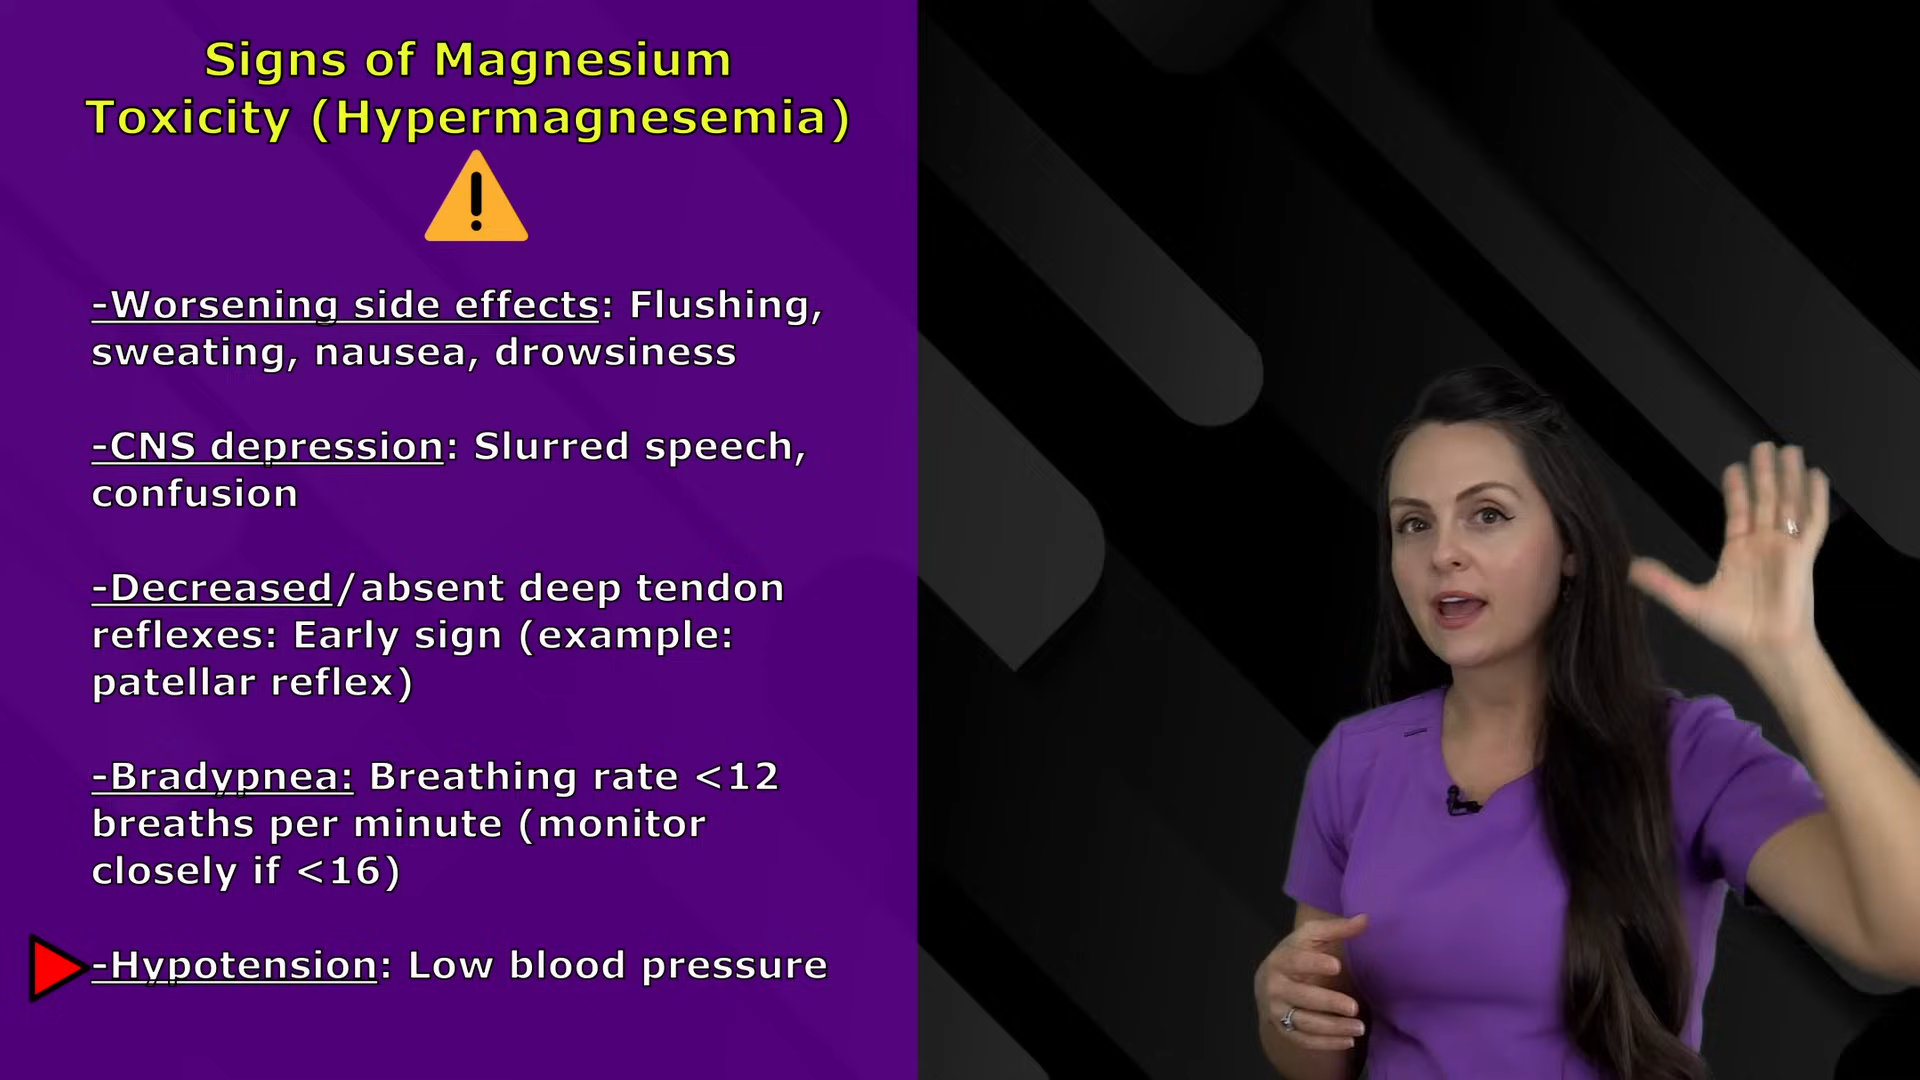 Signs of Magnesium
Toxicity (Hypermagnesemia)
-Worsening side effects: Flushing,
sweating, nausea, drowsiness
-CNS depression: Slurred speech,
confusion
-Decreased/absent deep tendon
reflexes: Early sign (example:
patellar reflex)
-Bradypnea: Breathing rate <12
breaths per minute (monitor
closely if <16)
-Hypotension: Low blood pressure